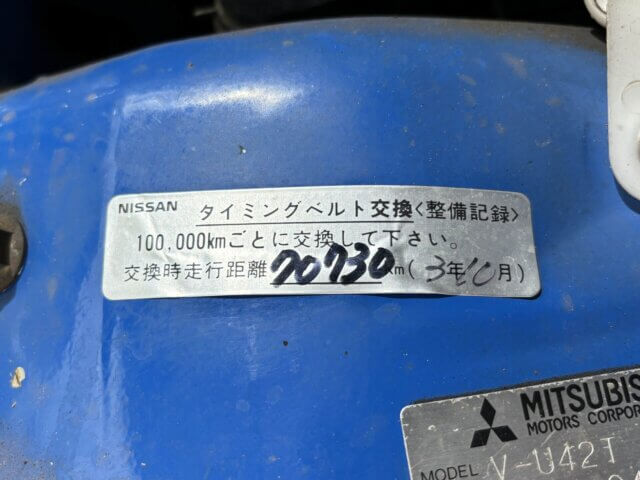 NISSAN タイミングベルト交換<整備記録>
100,000kmごとに交換して下さい。
交換時走行距離 70730km(3年10月)
MITSUBIS
MOTORS CORPOR
MODEL V-U42T